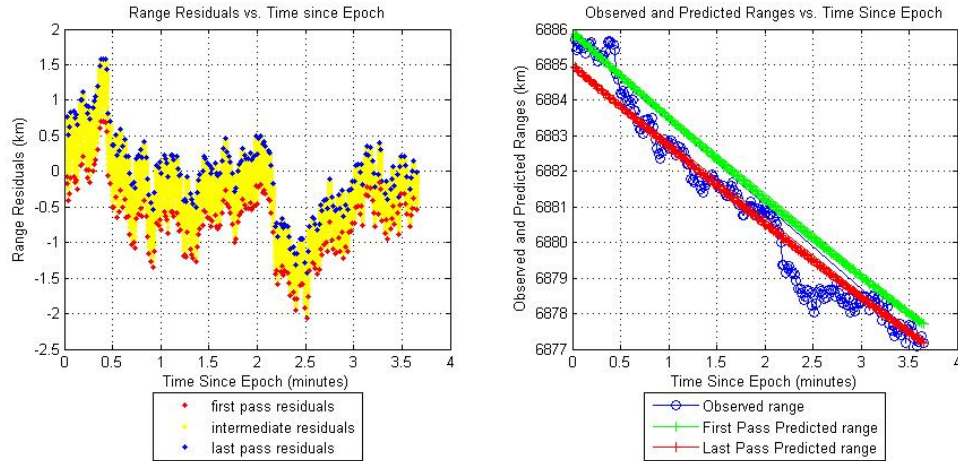 Range Residuals vs. Time since Epoch
2
1.5
1
0.5
0
-0.5
-1
-1.5
-2
-2.5
Range Residuals (km)
0 0.5 1 1.5 2 2.5 3 3.5 4
Time Since Epoch (minutes)
first pass residuals
intermediate residuals
last pass residuals
Observed and Predicted Ranges vs. Time Since Epoch
6886
6885
6884
6883
6882
6881
6880
6879
6878
6877
Observed and Predicted Ranges (km)
0 0.5 1 1.5 2 2.5 3 3.5 4
Time Since Epoch (minutes)
Observed range
First Pass Predicted range
Last Pass Predicted range